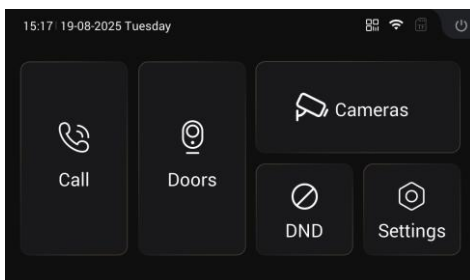 15:17 19-08-2025 Tuesday
Call
Doors
Cameras
DND
Settings